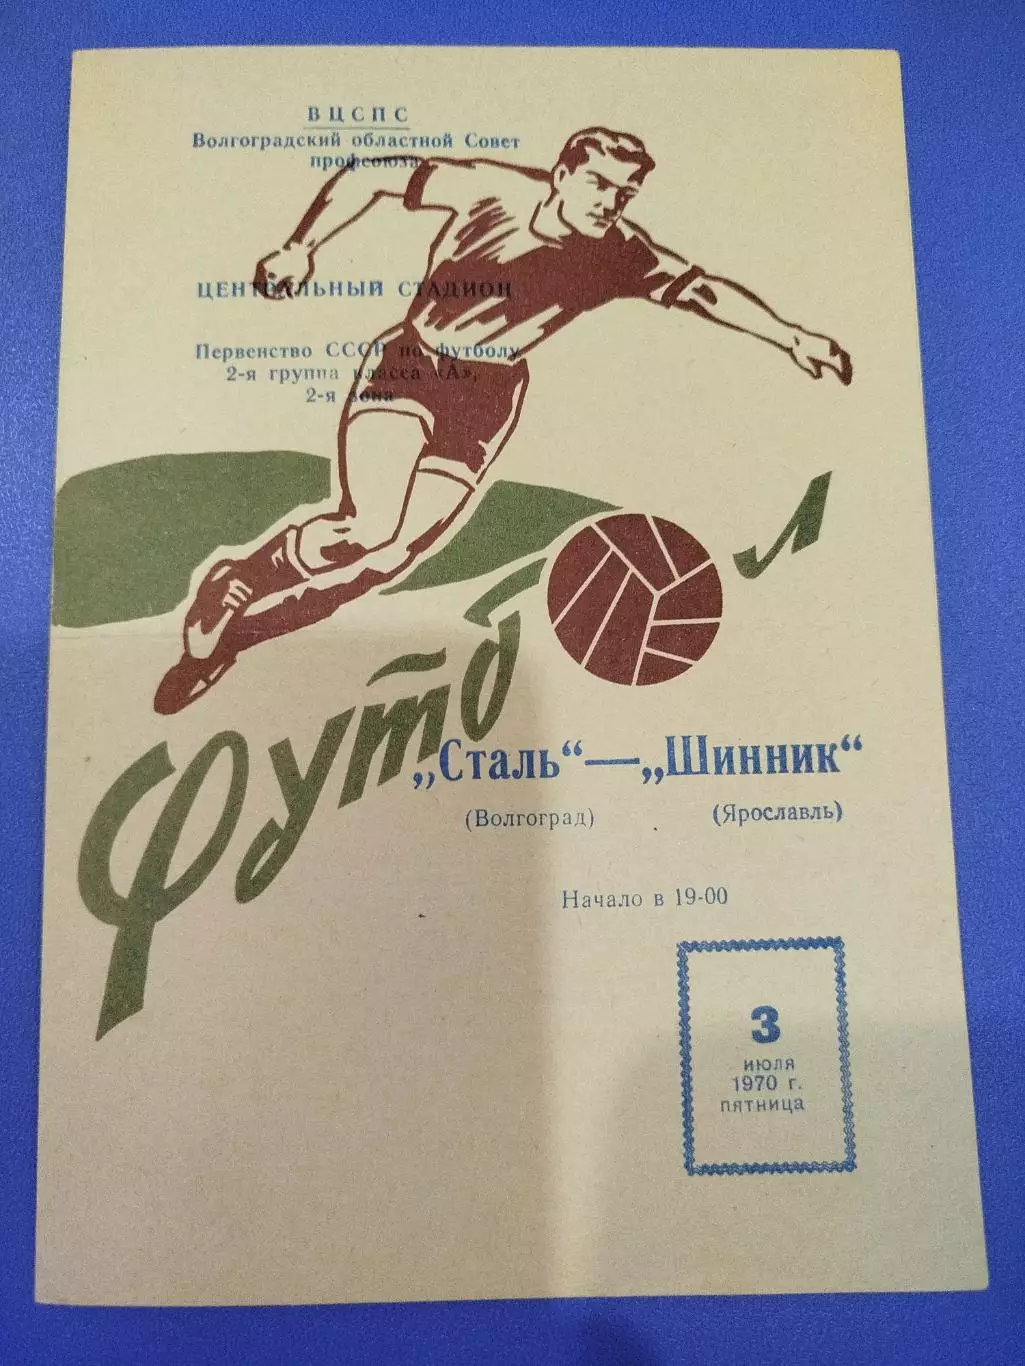 ВЦСПС
Волгоградский областной Совет
профсоюза
ЦЕНТРАЛЬНЫЙ СТАДИОН
Первенство СССР по футболу
2-я группа класса «А»,
2-я зона
Футбол
„Сталь“—„Шинник“
(Волгоград) (Ярославль)
Начало в 19-00
3
ИЮЛЯ
1970 г.
ПЯТНИЦА